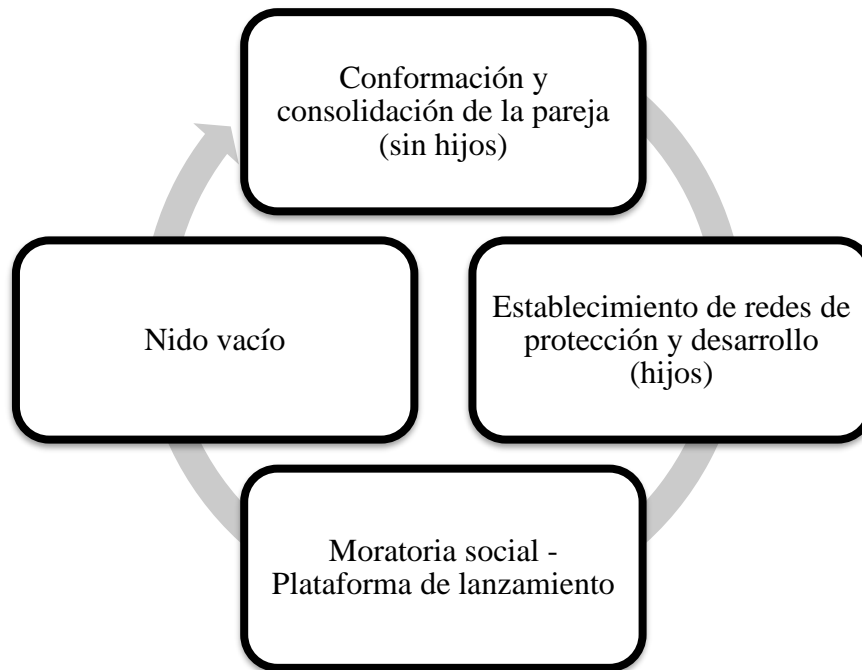 Conformación y
consolidación de la pareja
(sin hijos)
Establecimiento de redes de
protección y desarrollo
(hijos)
Moratoria social -
Plataforma de lanzamiento
Nido vacío